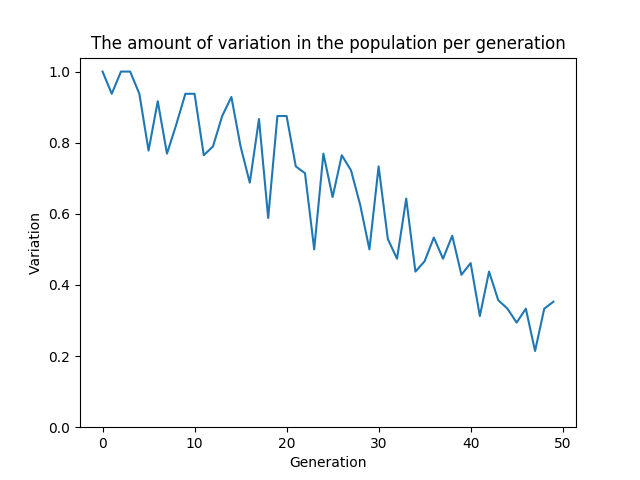 The amount of variation in the population per generation
1.0
0.8
0.6
0.4
0.2
0.0
Variation
0 10 20 30 40 50
Generation